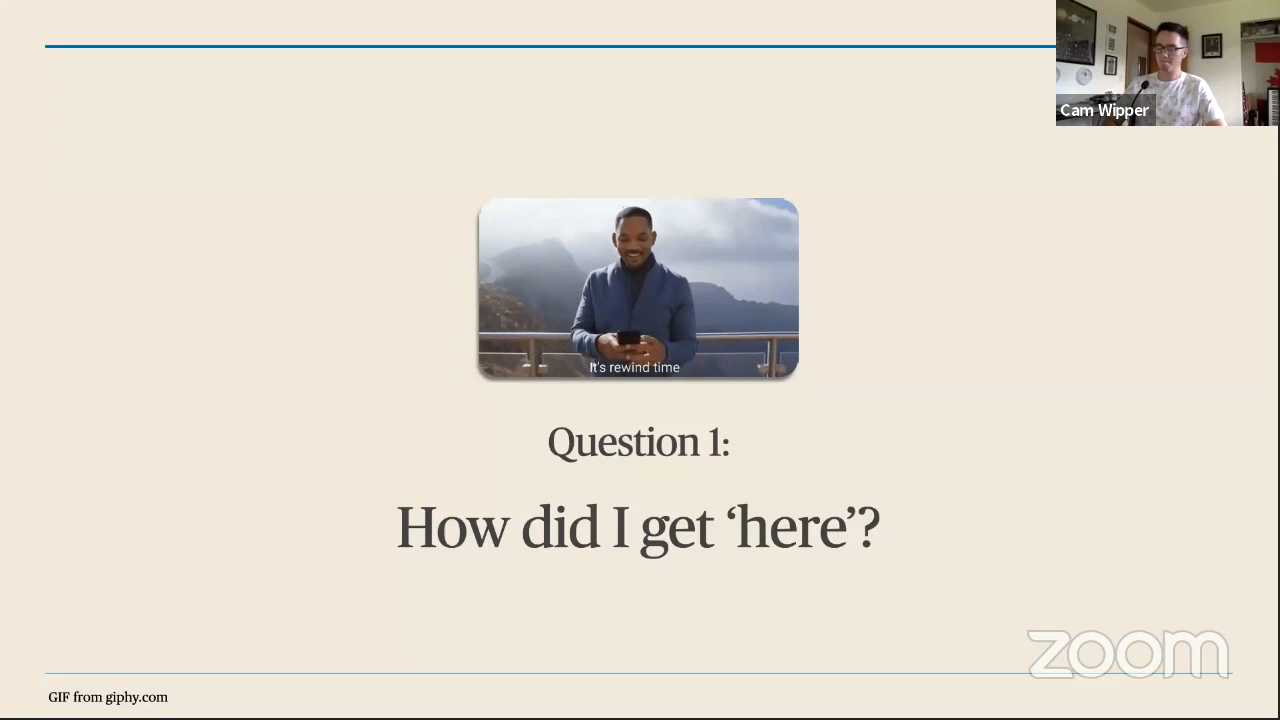 Cam Wipper
It's rewind time
Question 1:
How did I get ‘here’?
zoom
GIF from giphy.com